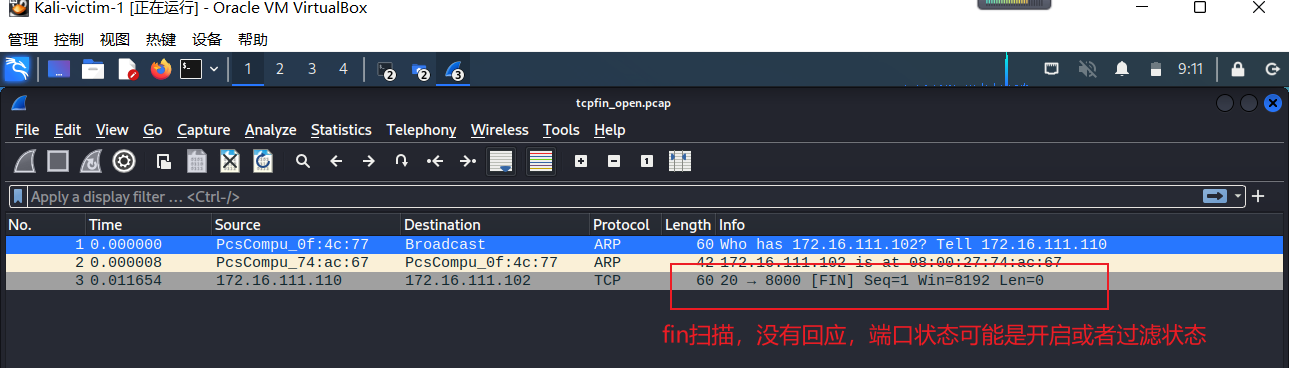 Kali-victim-1 [正在运行] - Oracle VM VirtualBox
管理 控制 视图 热键 设备 帮助
1 2 3 4 2 2 3 9:11
tcpfin_open.pcap
File Edit View Go Capture Analyze Statistics Telephony Wireless Tools Help
Apply a display filter … <Ctrl-/>
No. Time Source Destination Protocol Length Info
1 0.000000 PcsCompu_0f:4c:77 Broadcast ARP 60 Who has 172.16.111.102? Tell 172.16.111.110
2 0.000008 PcsCompu_74:ac:67 PcsCompu_0f:4c:77 ARP 42 172.16.111.102 is at 08:00:27:74:ac:67
3 0.011654 172.16.111.110 172.16.111.102 TCP 60 20 → 8000 [FIN] Seq=1 Win=8192 Len=0
fin扫描，没有回应，端口状态可能是开启或者过滤状态